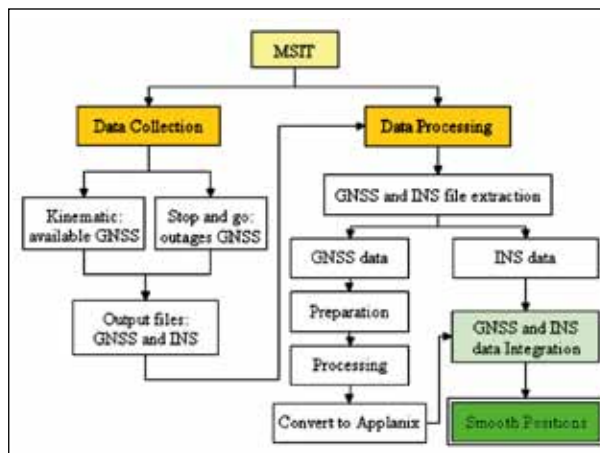 MSIT
Data Collection
Data Processing
Kinematic:
available GNSS
Stop and go:
outages GNSS
Output files:
GNSS and INS
GNSS and INS file extraction
GNSS data
INS data
Preparation
Processing
Convert to Applanix
GNSS and INS
data Integration
Smooth Positions